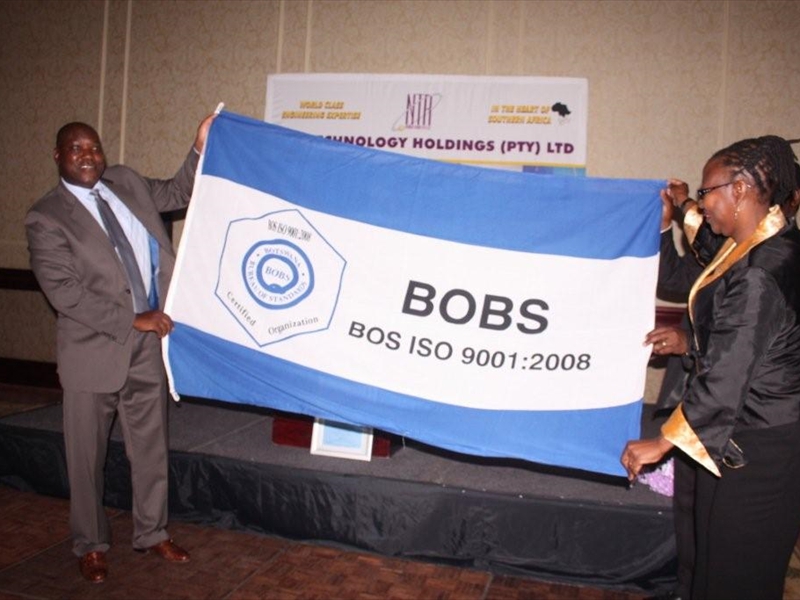 WORLD CLASS
ENGINEERING EXPERTISE
NTH
IN THE HEART OF
SOUTHERN AFRICA
TECHNOLOGY HOLDINGS (PTY) LTD
BOS ISO 9001:2008
BOTSWANA
BOBS
BUREAU OF STANDARDS
Certified Organization
BOBS
BOS ISO 9001:2008